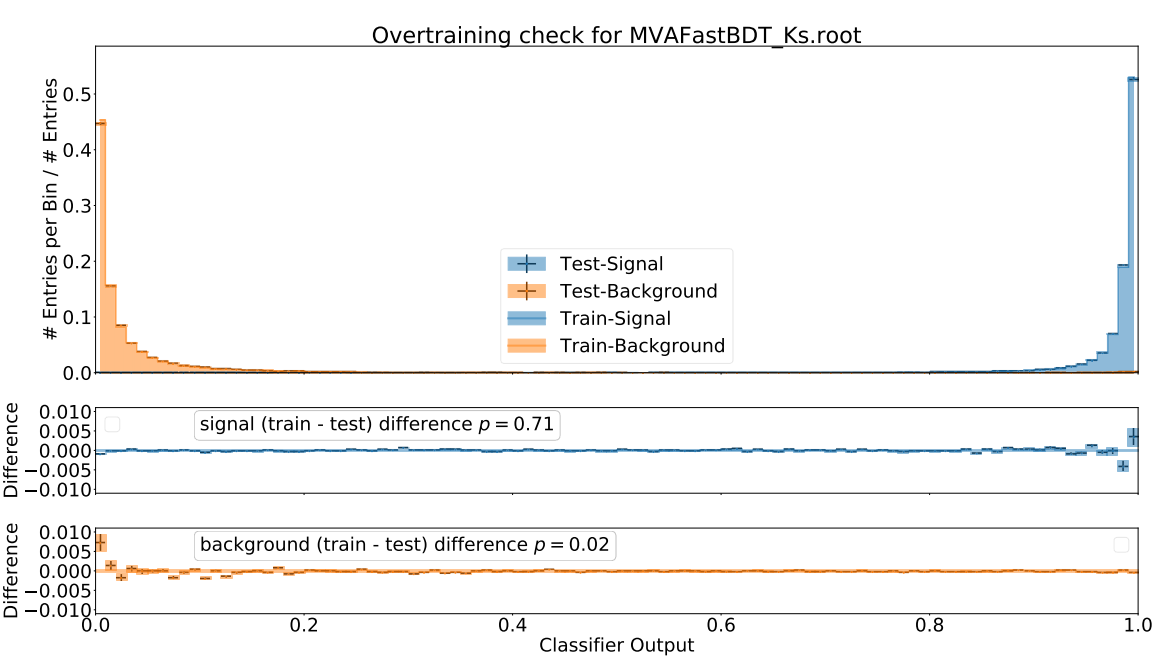 Overtraining check for MVAFastBDT_Ks.root
# Entries per Bin / # Entries
0.5
0.4
0.3
0.2
0.1
0.0
Test-Signal
Test-Background
Train-Signal
Train-Background
Difference
0.010
0.005
0.000
−0.005
−0.010
signal (train - test) difference p = 0.71
Difference
0.010
0.005
0.000
−0.005
−0.010
background (train - test) difference p = 0.02
0.0 0.2 0.4 0.6 0.8 1.0
Classifier Output